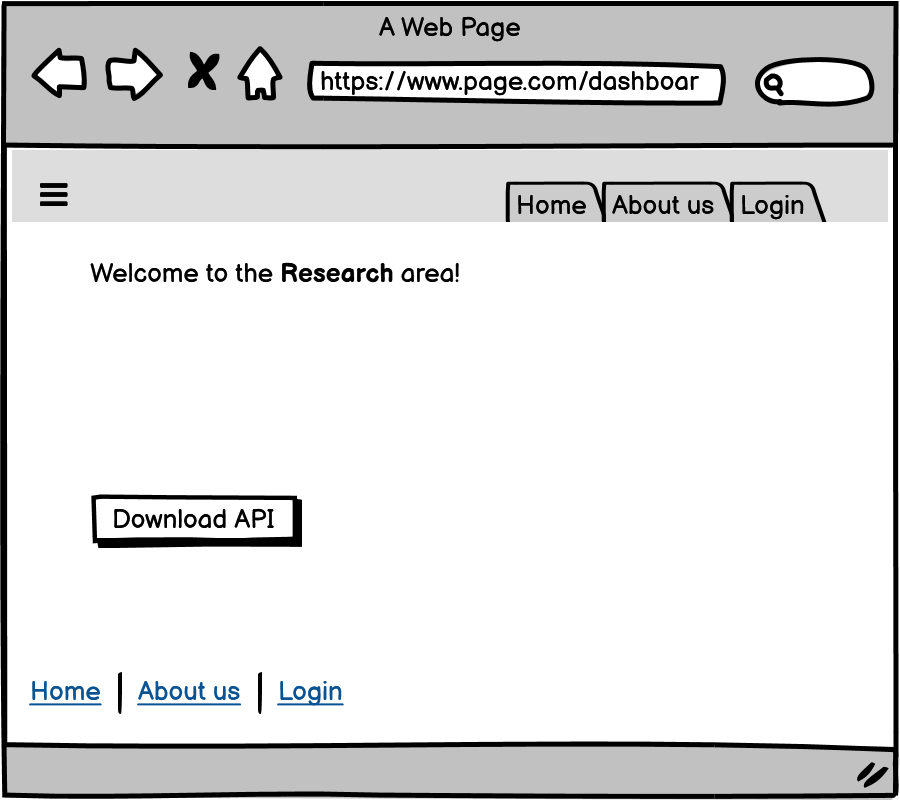 A Web Page
https://www.page.com/dashboar
Home About us Login
Welcome to the Research area!
Download API
Home About us Login